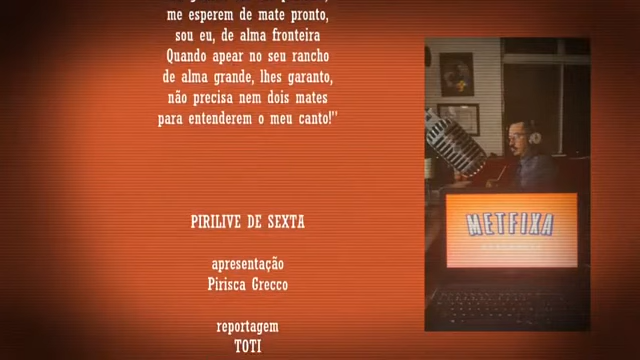 me esperem de mate pronto,
sou eu, de alma fronteira
Quando apear no seu rancho
de alma grande, lhes garanto,
não precisa nem dois mates
para entenderem o meu canto!"
PIRILIVE DE SEXTA
apresentação
Pirisca Grecco
reportagem
TOTI
METFIXA